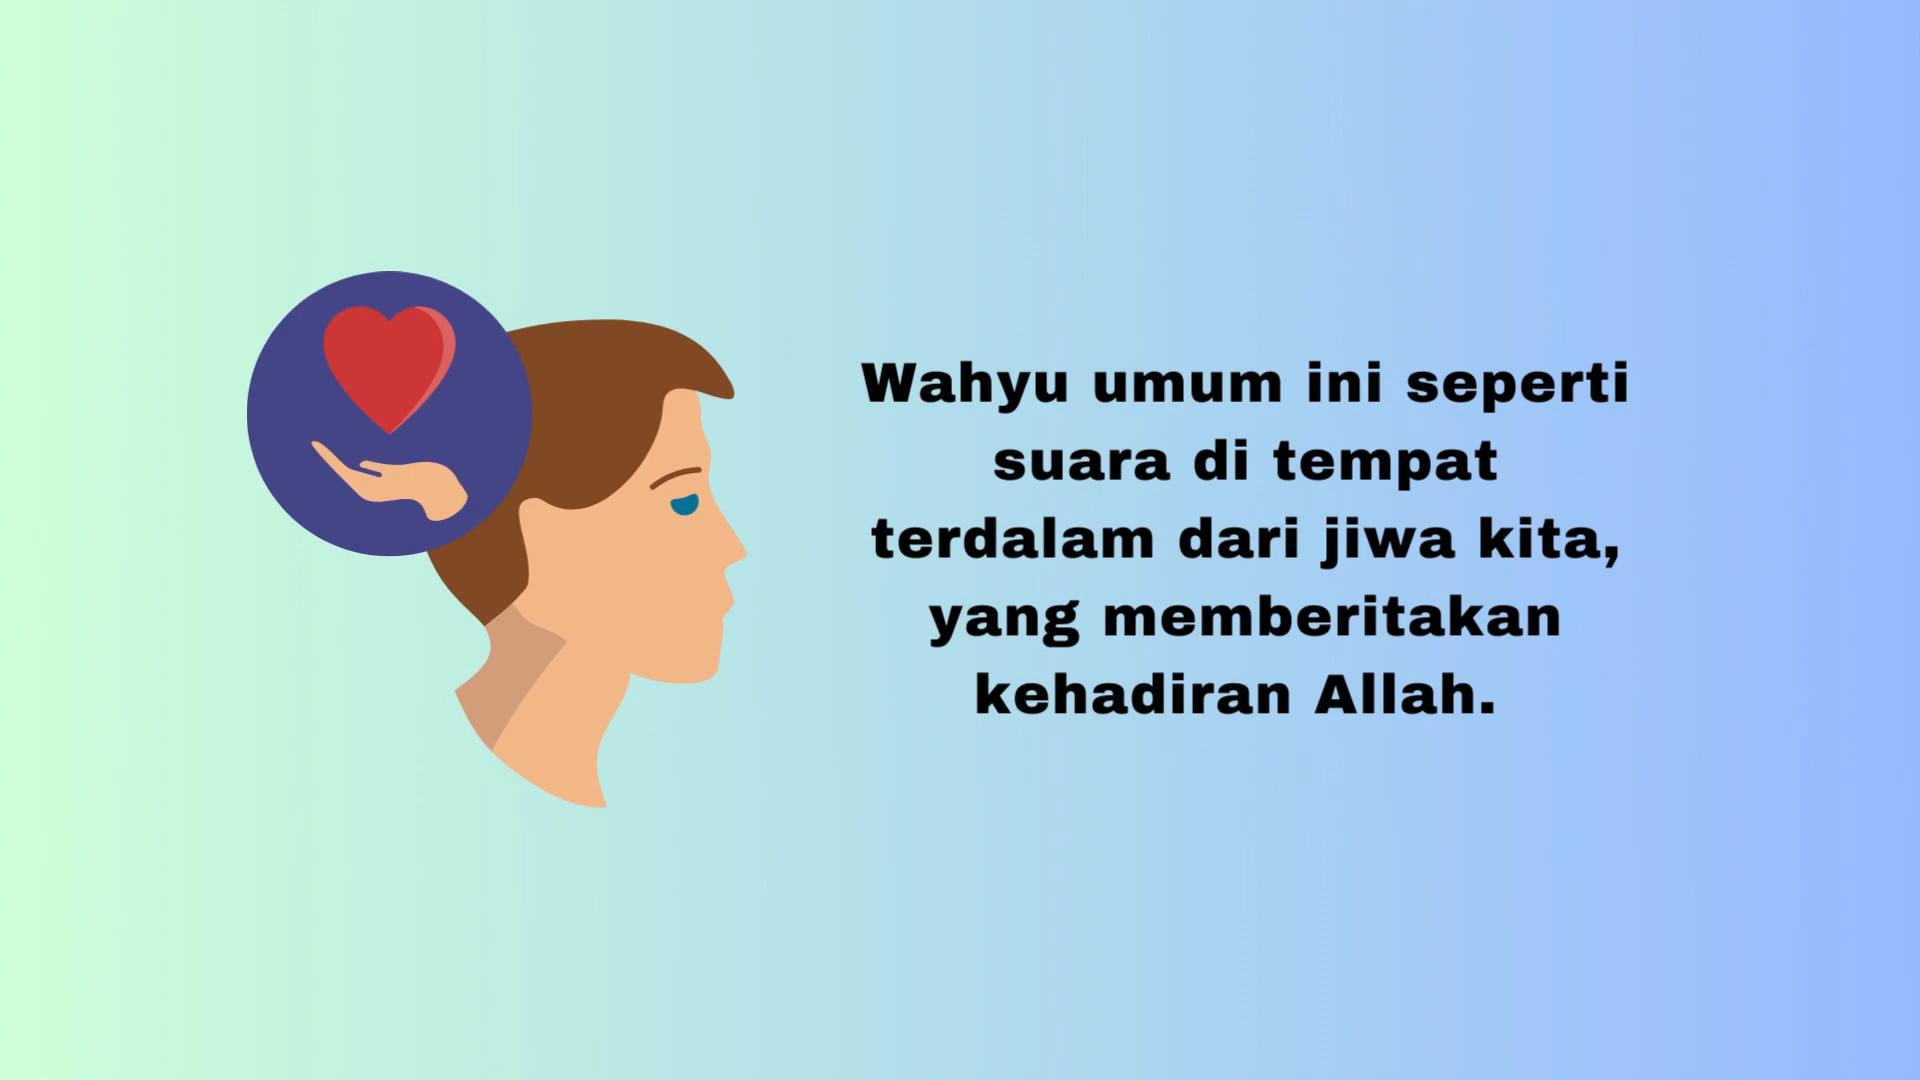 Wahyu umum ini seperti
suara di tempat
terdalam dari jiwa kita,
yang memberitakan
kehadiran Allah.